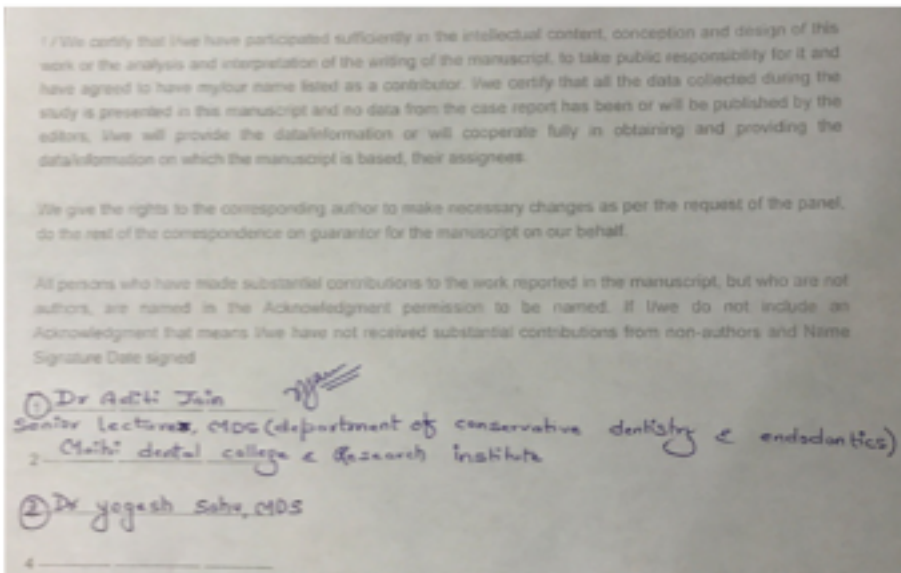 I/We certify that I/we have participated sufficiently in the intellectual content, conception and design of this
work or the analysis and interpretation of the writing of the manuscript, to take public responsibility for it and
have agreed to have my/our name listed as a contributor. I/we certify that all the data collected during the
study is presented in this manuscript and no data from the case report has been or will be published by the
editors, I/we will provide the data/information or will cooperate fully in obtaining and providing the
data/information on which the manuscript is based, their assignees.
We give the rights to the corresponding author to make necessary changes as per the request of the panel,
do the rest of the correspondence on guarantor for the manuscript on our behalf.
All persons who have made substantial contributions to the work reported in the manuscript, but who are not
authors, are named in the Acknowledgment permission to be named. If I/we do not include an
Acknowledgment that means I/we have not received substantial contributions from non-authors and Name
Signature Date signed
① Dr Aditi Jain
Senior lecturer, MDS (department of conservative dentistry & endodontics)
2 dental college & Research institute
② Dr yogesh Sahu, MDS
4